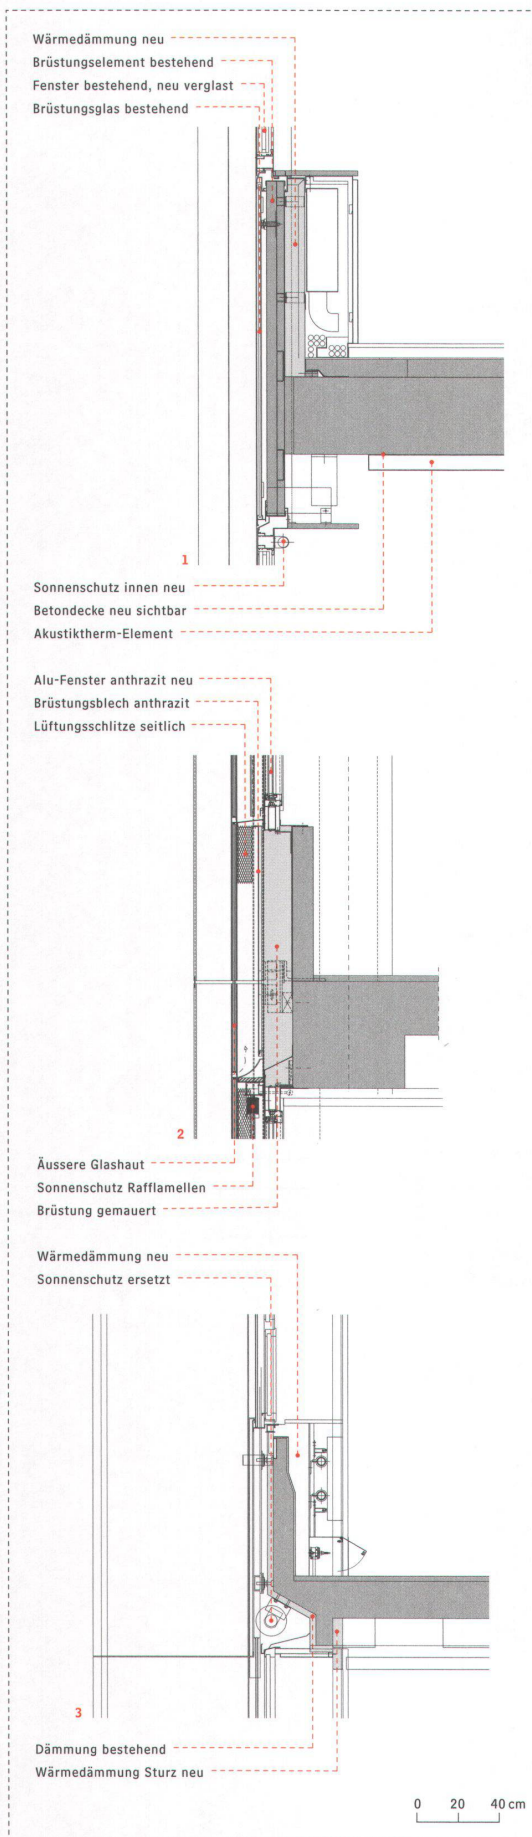 Wärmedämmung neu
Brüstungselement bestehend
Fenster bestehend, neu verglast
Brüstungsglas bestehend
1
Sonnenschutz innen neu
Betondecke neu sichtbar
Akustiktherm-Element
Alu-Fenster anthrazit neu
Brüstungsblech anthrazit
Lüftungsschlitze seitlich
2
Äussere Glashaut
Sonnenschutz Rafflamellen
Brüstung gemauert
Wärmedämmung neu
Sonnenschutz ersetzt
3
Dämmung bestehend
Wärmedämmung Sturz neu
0 20 40 cm